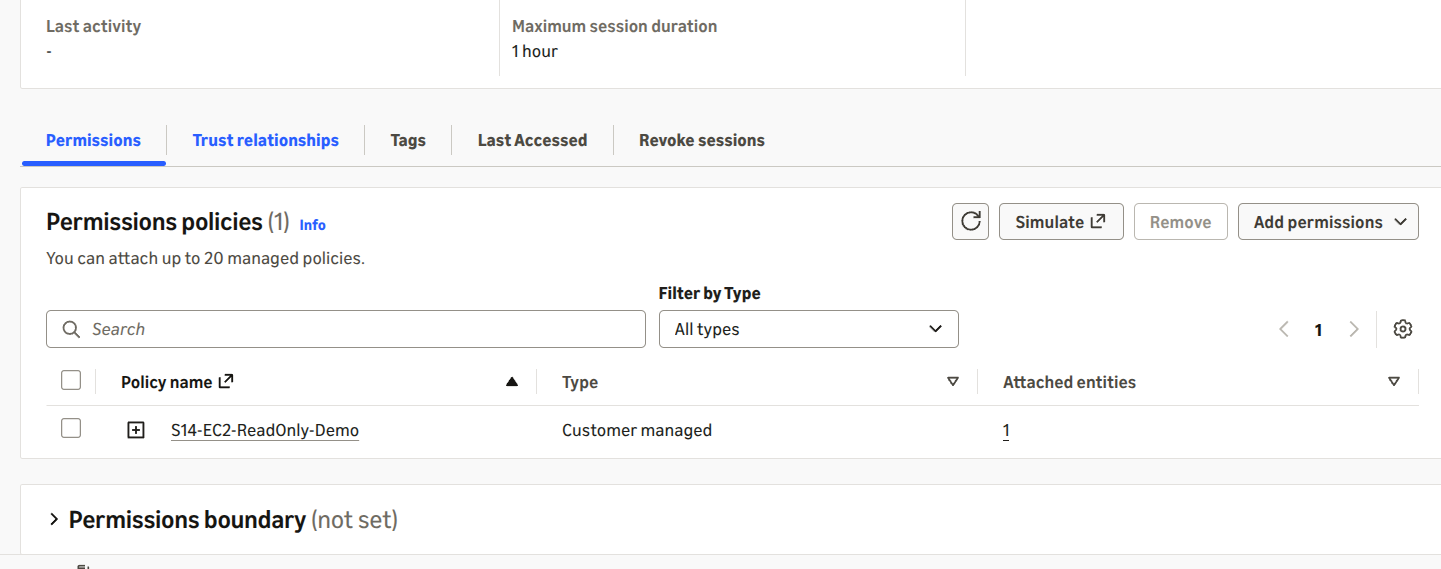 Last activity
Maximum session duration
-
1 hour
Permissions
Trust relationships
Tags
Last Accessed
Revoke sessions
Permissions policies (1) Info
Simulate
Remove
Add permissions
You can attach up to 20 managed policies.
Filter by Type
Search
All types
1
Policy name
Type
Attached entities
S14-EC2-ReadOnly-Demo
Customer managed
1
Permissions boundary (not set)